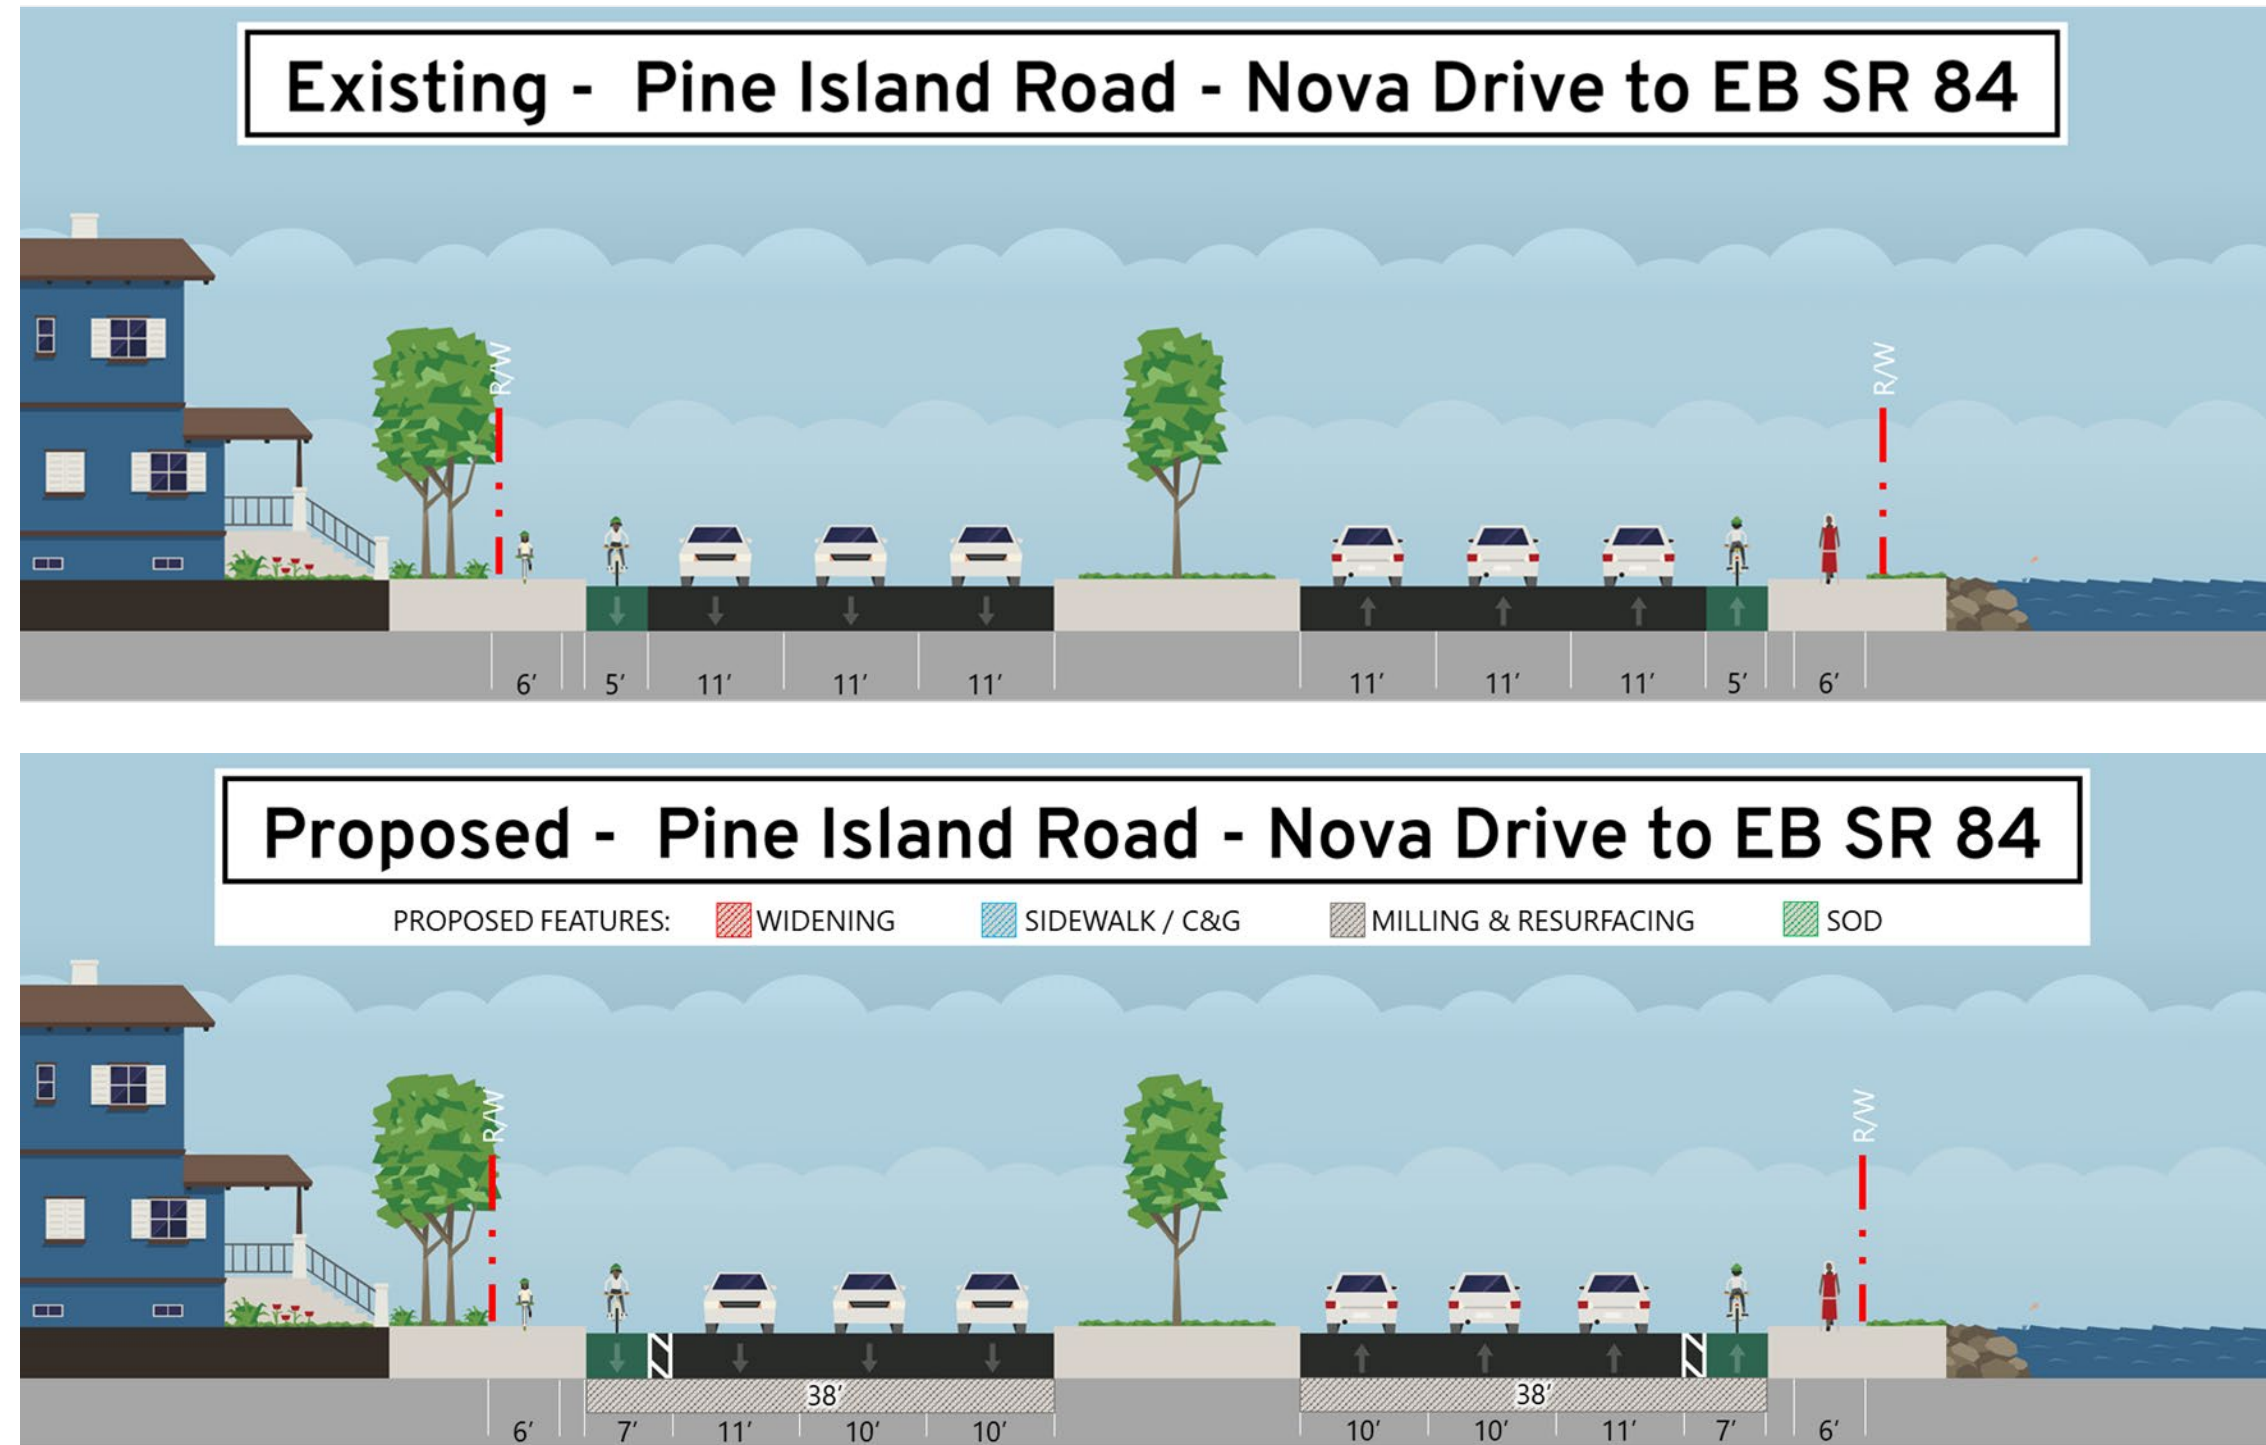 Existing - Pine Island Road - Nova Drive to EB SR 84
R/W
R/W
6’ 5’ 11’ 11’ 11’ 11’ 11’ 11’ 5’ 6’
Proposed - Pine Island Road - Nova Drive to EB SR 84
PROPOSED FEATURES: WIDENING SIDEWALK / C&G MILLING & RESURFACING SOD
R/W
R/W
38’ 38’
6’ 7’ 11’ 10’ 10’ 10’ 10’ 11’ 7’ 6’